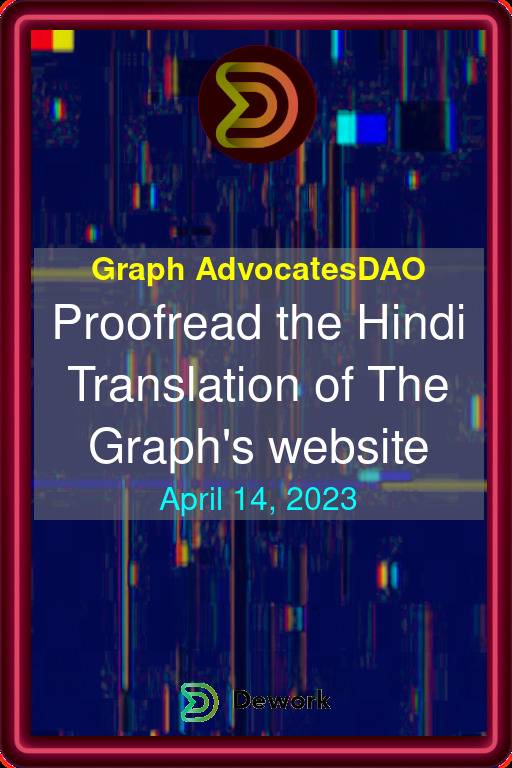 Graph AdvocatesDAO
Proofread the Hindi
Translation of The
Graph's website
April 14, 2023
Dework